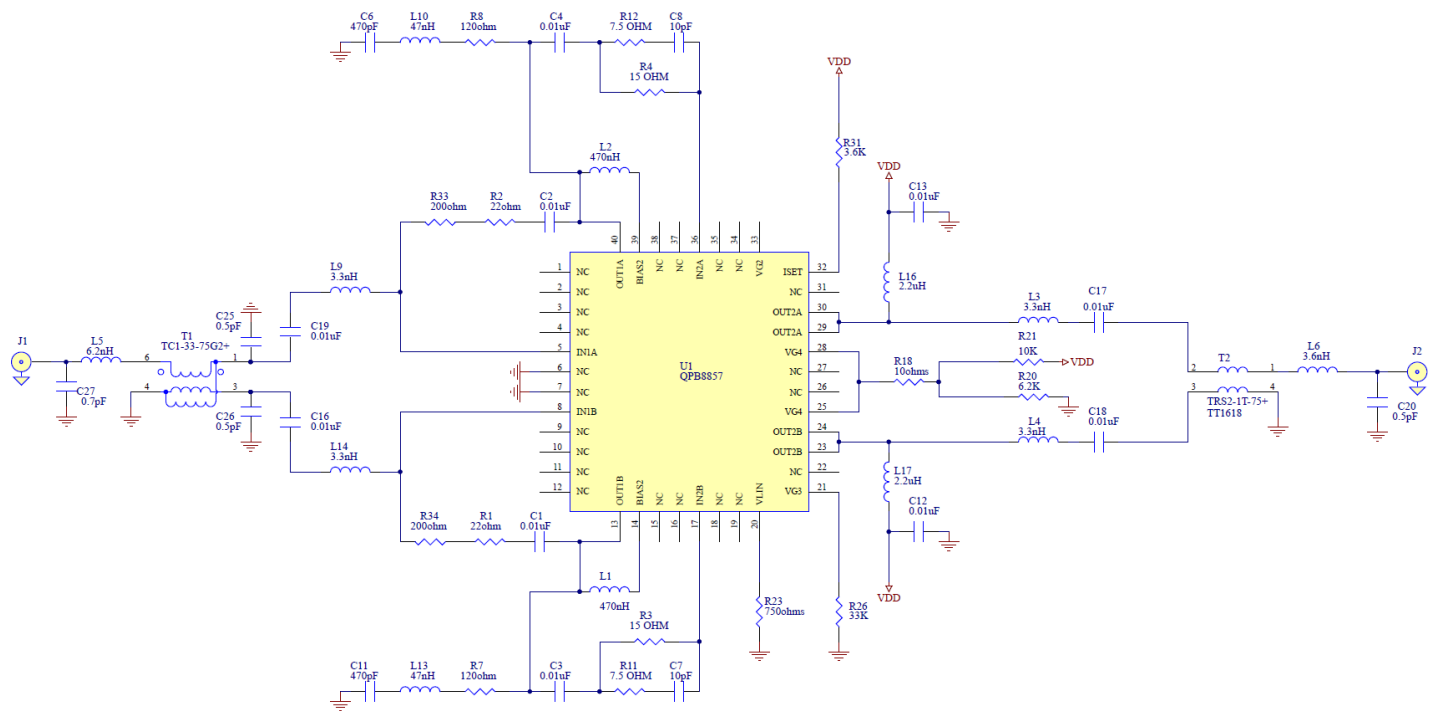 C6
470pF
L10
47nH
R8
120ohm
C4
0.01uF
R12
7.5 OHM
C8
10pF
R4
15 OHM
VDD
R31
3.6K
L2
470nH
VDD
C13
0.01uF
R33
200ohm
R2
22ohm
C2
0.01uF
40
39
38
37
36
35
34
33
OUT1A
BIAS2
NC
NC
IN2A
NC
NC
VG2
1
NC
2
NC
3
NC
4
NC
5
IN1A
6
NC
7
NC
8
IN1B
9
NC
10
NC
11
NC
12
NC
U1
QPB8857
ISET
32
NC
31
OUT2A
30
OUT2A
29
VG4
28
NC
27
NC
26
VG4
25
OUT2B
24
OUT2B
23
NC
22
VG3
21
OUT1B
BIAS2
NC
NC
IN2B
NC
NC
VLIN
13
14
15
16
17
18
19
20
L16
2.2uH
L9
3.3nH
L3
3.3nH
C17
0.01uF
C25
0.5pF
C19
0.01uF
J1
L5
6.2nH
T1
TC1-33-75G2+
6
1
4
3
C27
0.7pF
C26
0.5pF
C16
0.01uF
L14
3.3nH
R18
10ohms
R21
10K
VDD
R20
6.2K
T2
2
1
3
4
TRS2-1T-75+
TT1618
L6
3.6nH
J2
C20
0.5pF
L4
3.3nH
C18
0.01uF
L17
2.2uH
C12
0.01uF
VDD
R34
200ohm
R1
22ohm
C1
0.01uF
L1
470nH
R3
15 OHM
R23
750ohms
R26
33K
C11
470pF
L13
47nH
R7
120ohm
C3
0.01uF
R11
7.5 OHM
C7
10pF